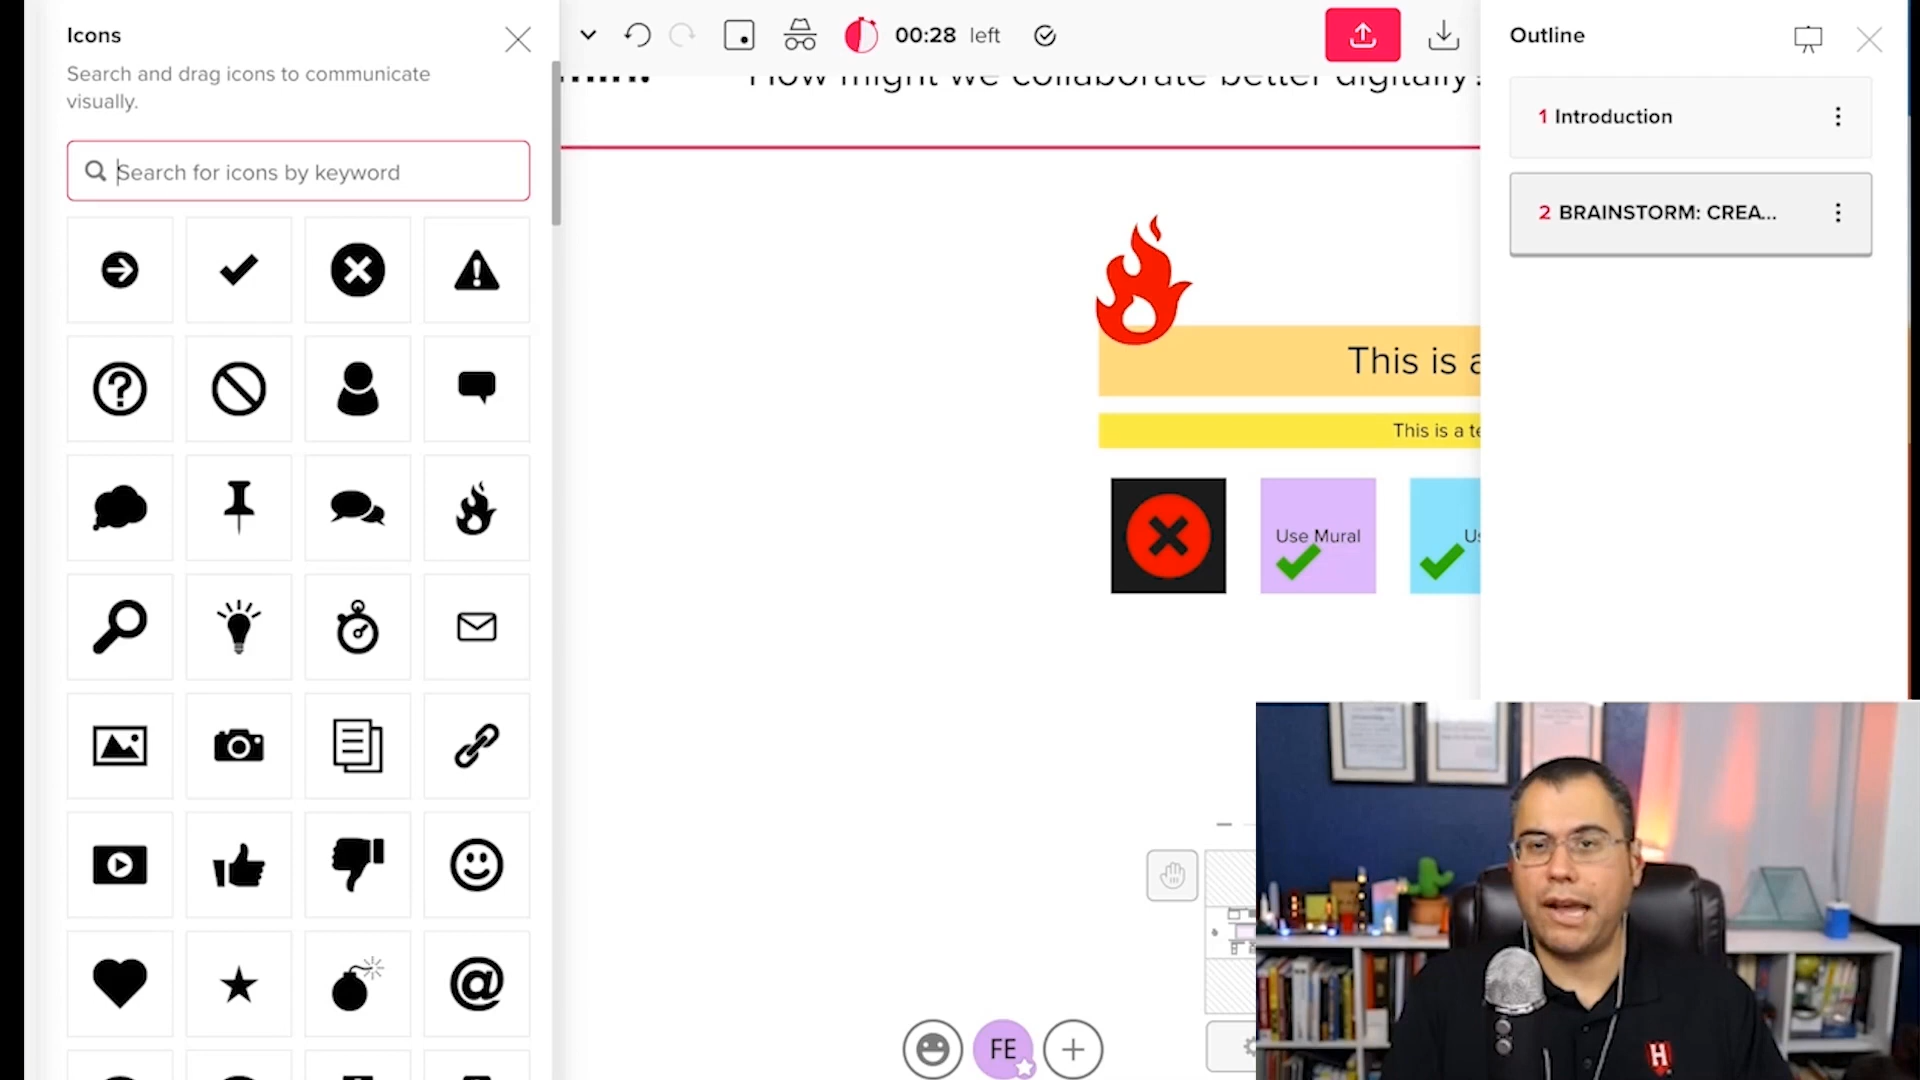 Icons
Search and drag icons to communicate
visually.
Search for icons by keyword
00:28 left
How might we collaborate better digitally?
This is a
This is a te
Use Mural
Us
FE
Outline
1 Introduction
2 BRAINSTORM: CREA...
H